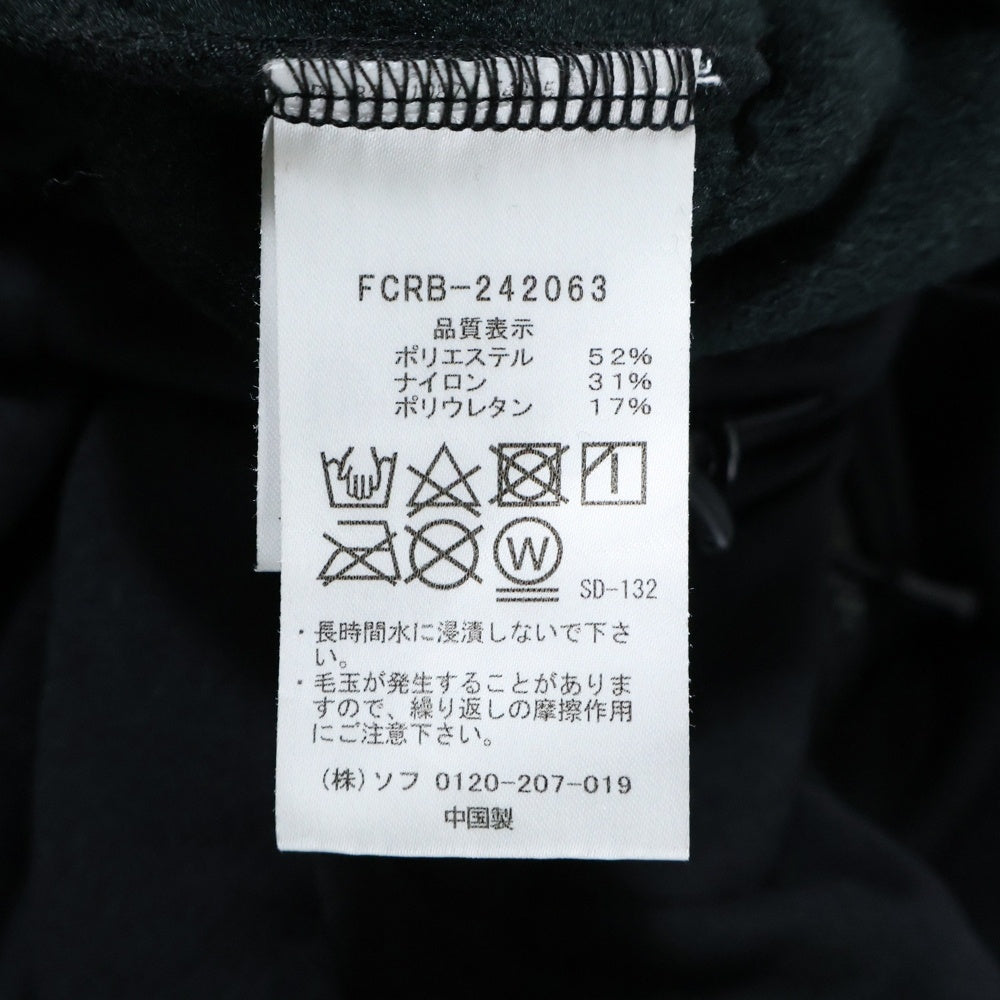 FCRB-242063
品質表示
ポリエステル 52%
ナイロン 31%
ポリウレタン 17%
W
SD-132
・長時間水に浸漬しないで下さ
い。
・毛玉が発生することがありま
すので、繰り返しの摩擦作用
にご注意下さい。
(株)ソフ 0120-207-019
中国製